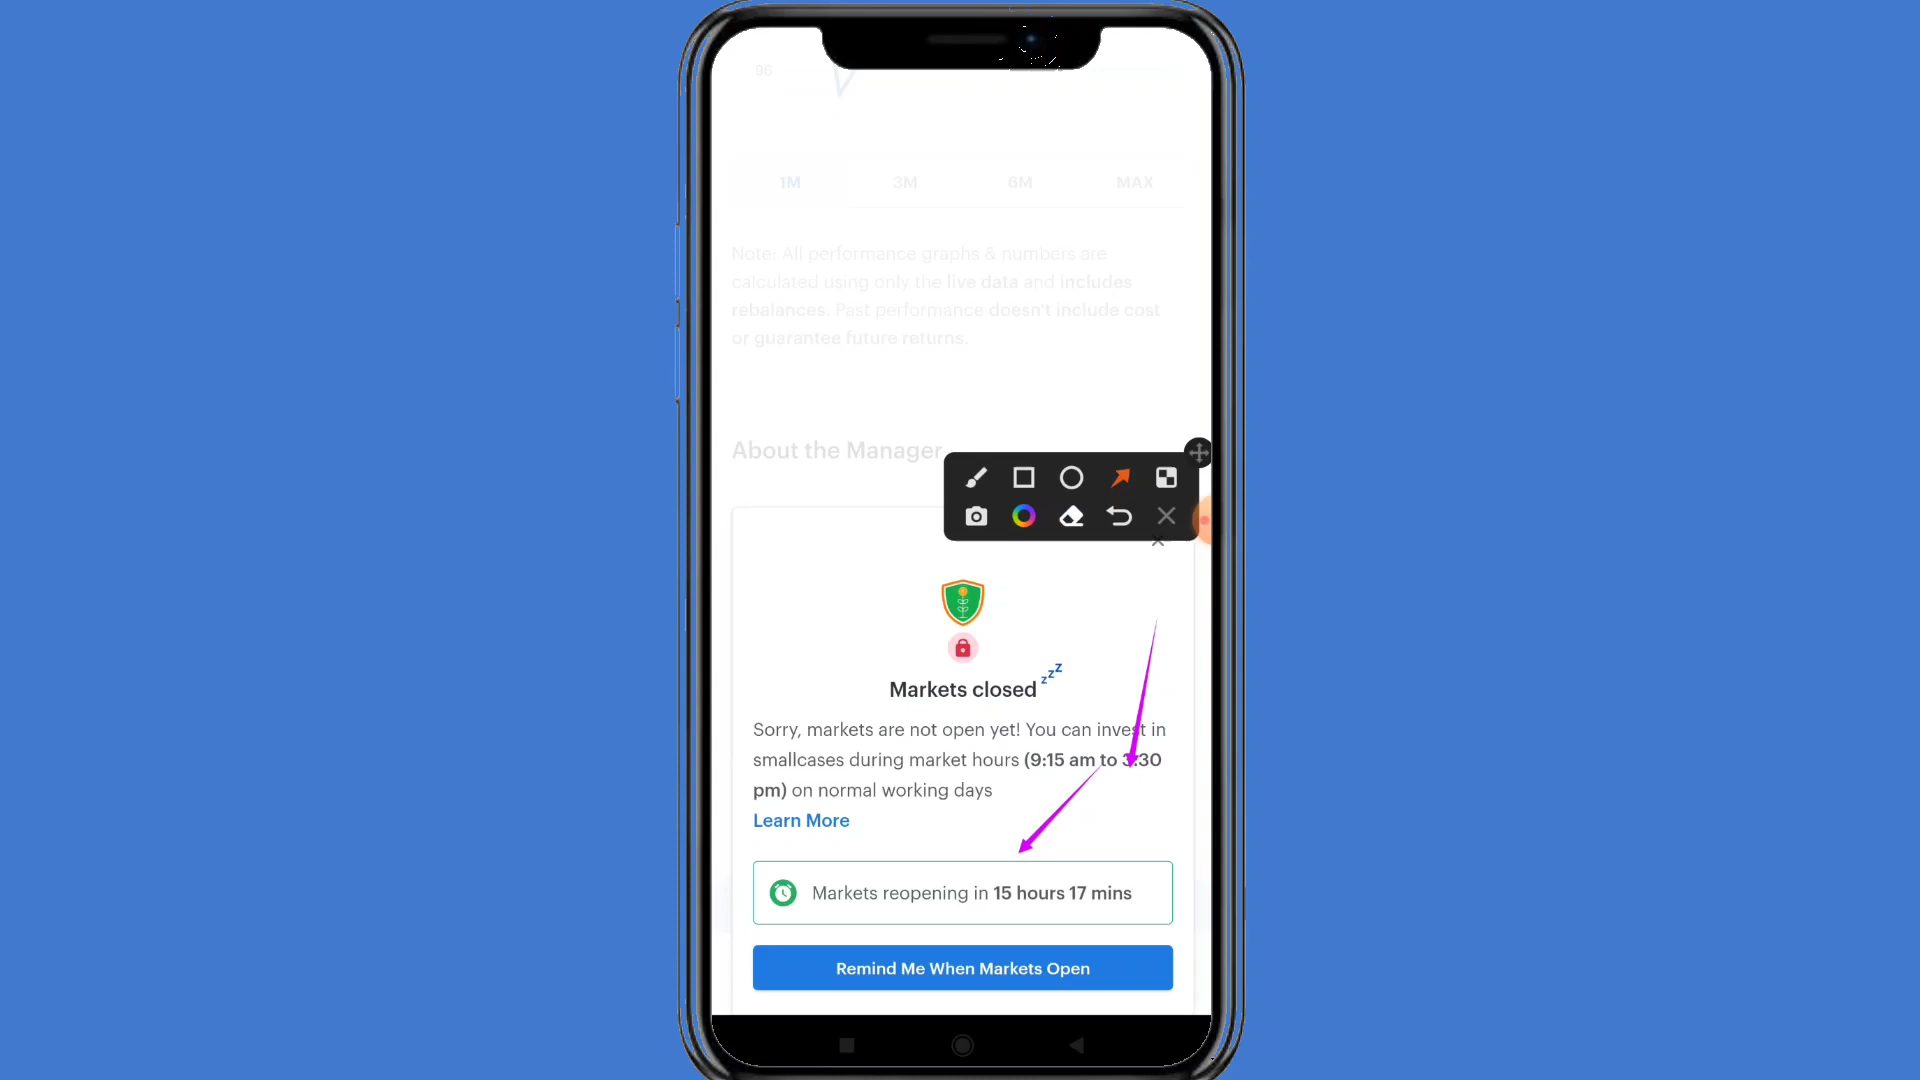 96
1M 3M 6M MAX
Note: All performance graphs & numbers are
calculated using only the live data and includes
rebalances. Past performance doesn't include cost
or guarantee future returns.
About the Manager
zzz
Markets closed
Sorry, markets are not open yet! You can invest in
smallcases during market hours (9:15 am to 3:30
pm) on normal working days
Learn More
Markets reopening in 15 hours 17 mins
Remind Me When Markets Open